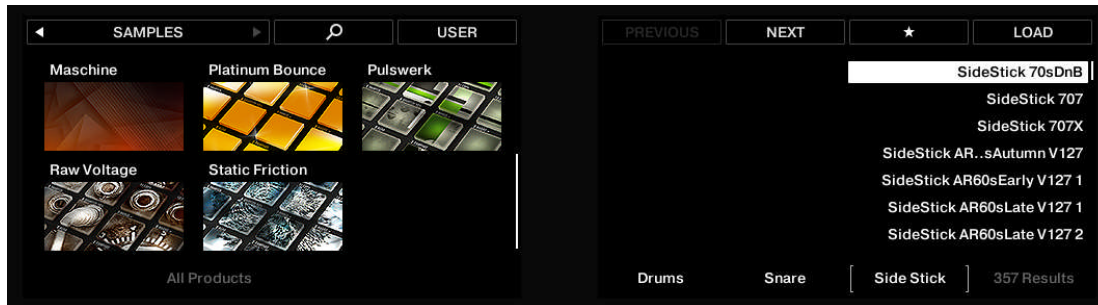 SAMPLES
USER
Maschine
Platinum Bounce
Pulswerk
Raw Voltage
Static Friction
All Products
PREVIOUS
NEXT
LOAD
SideStick 70sDnB
SideStick 707
SideStick 707X
SideStick AR..sAutumn V127
SideStick AR60sEarly V127 1
SideStick AR60sLate V127 1
SideStick AR60sLate V127 2
Drums
Snare
[ Side Stick ]
357 Results